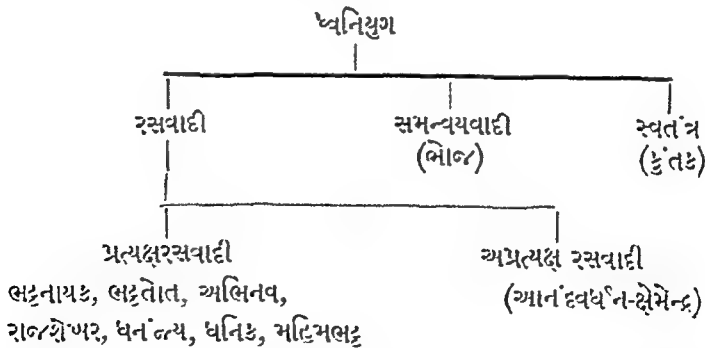 ધ્વનિયુગ
રસવાદી સમન્વયવાદી સ્વતંત્ર
(ભોજ) (કુંતક)
પ્રત્યક્ષરસવાદી અપ્રત્યક્ષ રસવાદી
ભટ્ટનાયક, ભટ્ટતોત, અભિનવ, (આનંદવર્ધન-ક્ષેમેન્દ્ર)
રાજશેખર, ધનંજય, ધનિક, મહિમભટ્ટ